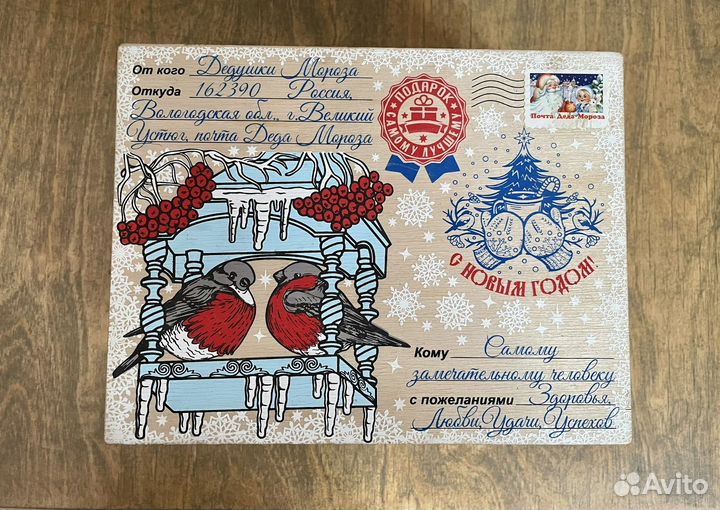 От кого Дедушки Мороза
Откуда 162390 Россия,
Вологодская обл., г. Великий
Устюг, почта Деда Мороза
ПОДАРОК
САМОМУ ЛУЧШЕМУ
Почта Деда Мороза
С НОВЫМ ГОДОМ!
Кому Самому
замечательному человеку
с пожеланиями Здоровья,
Любви, Удачи, Успехов
Avito